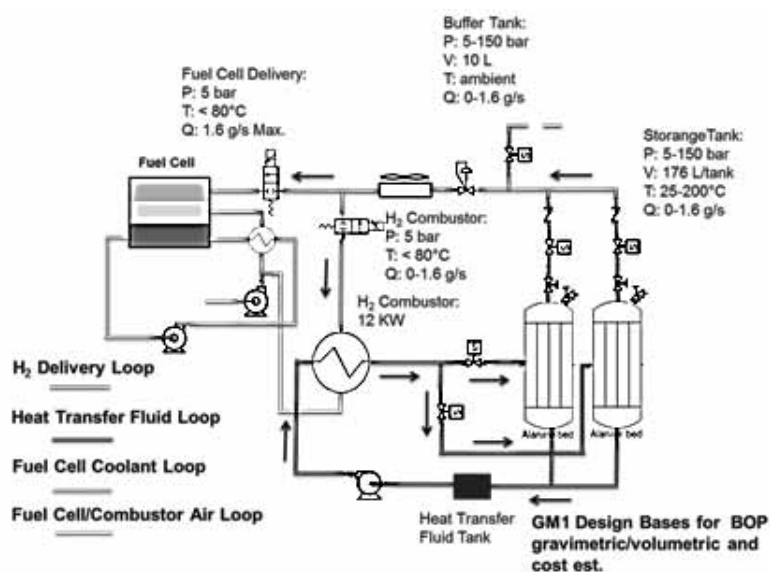 Buffer Tank:
P: 5-150 bar
V: 10 L
T: ambient
Q: 0-1.6 g/s
Fuel Cell Delivery:
P: 5 bar
T: < 80°C
Q: 1.6 g/s Max.
StorangeTank:
P: 5-150 bar
V: 176 L/tank
T: 25-200°C
Q: 0-1.6 g/s
Fuel Cell
H₂ Combustor:
P: 5 bar
T: < 80°C
Q: 0-1.6 g/s
H₂ Combustor:
12 KW
H₂ Delivery Loop
Heat Transfer Fluid Loop
Fuel Cell Coolant Loop
Fuel Cell/Combustor Air Loop
bed
bed
Heat Transfer
Fluid Tank
GM1 Design Bases for BOP
gravimetric/volumetric and
cost est.